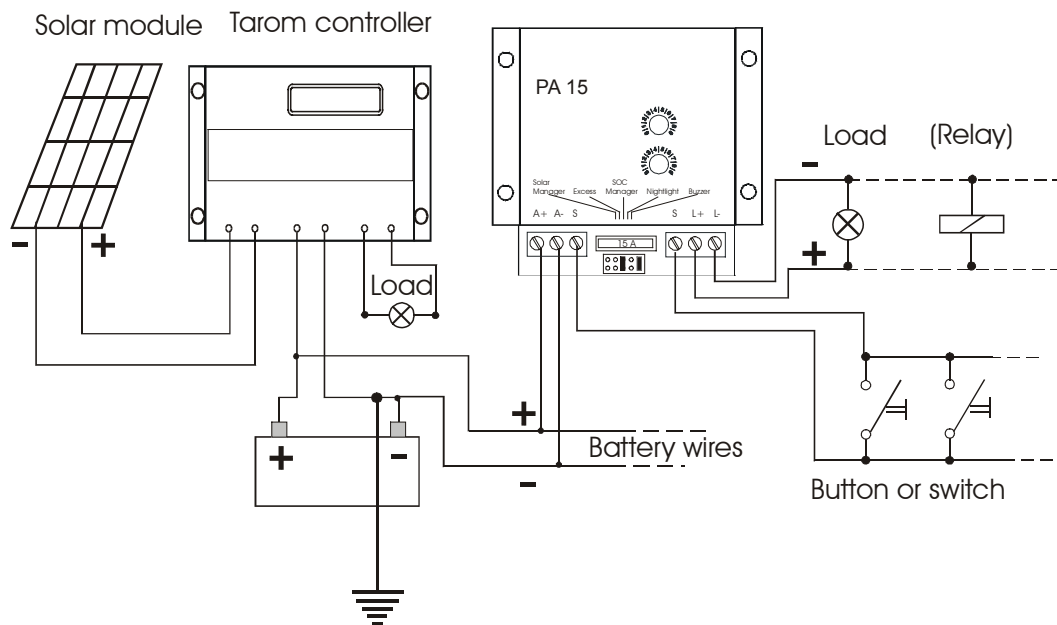 Solar module Tarom controller
PA 15
Load (Relay)
-
Solar
Mangager Excess SOC
Manager Nightlight Buzzer
A+ A- S S L+ L-
15 A
- +
+
Load
+
Battery wires
-
+ -
Button or switch